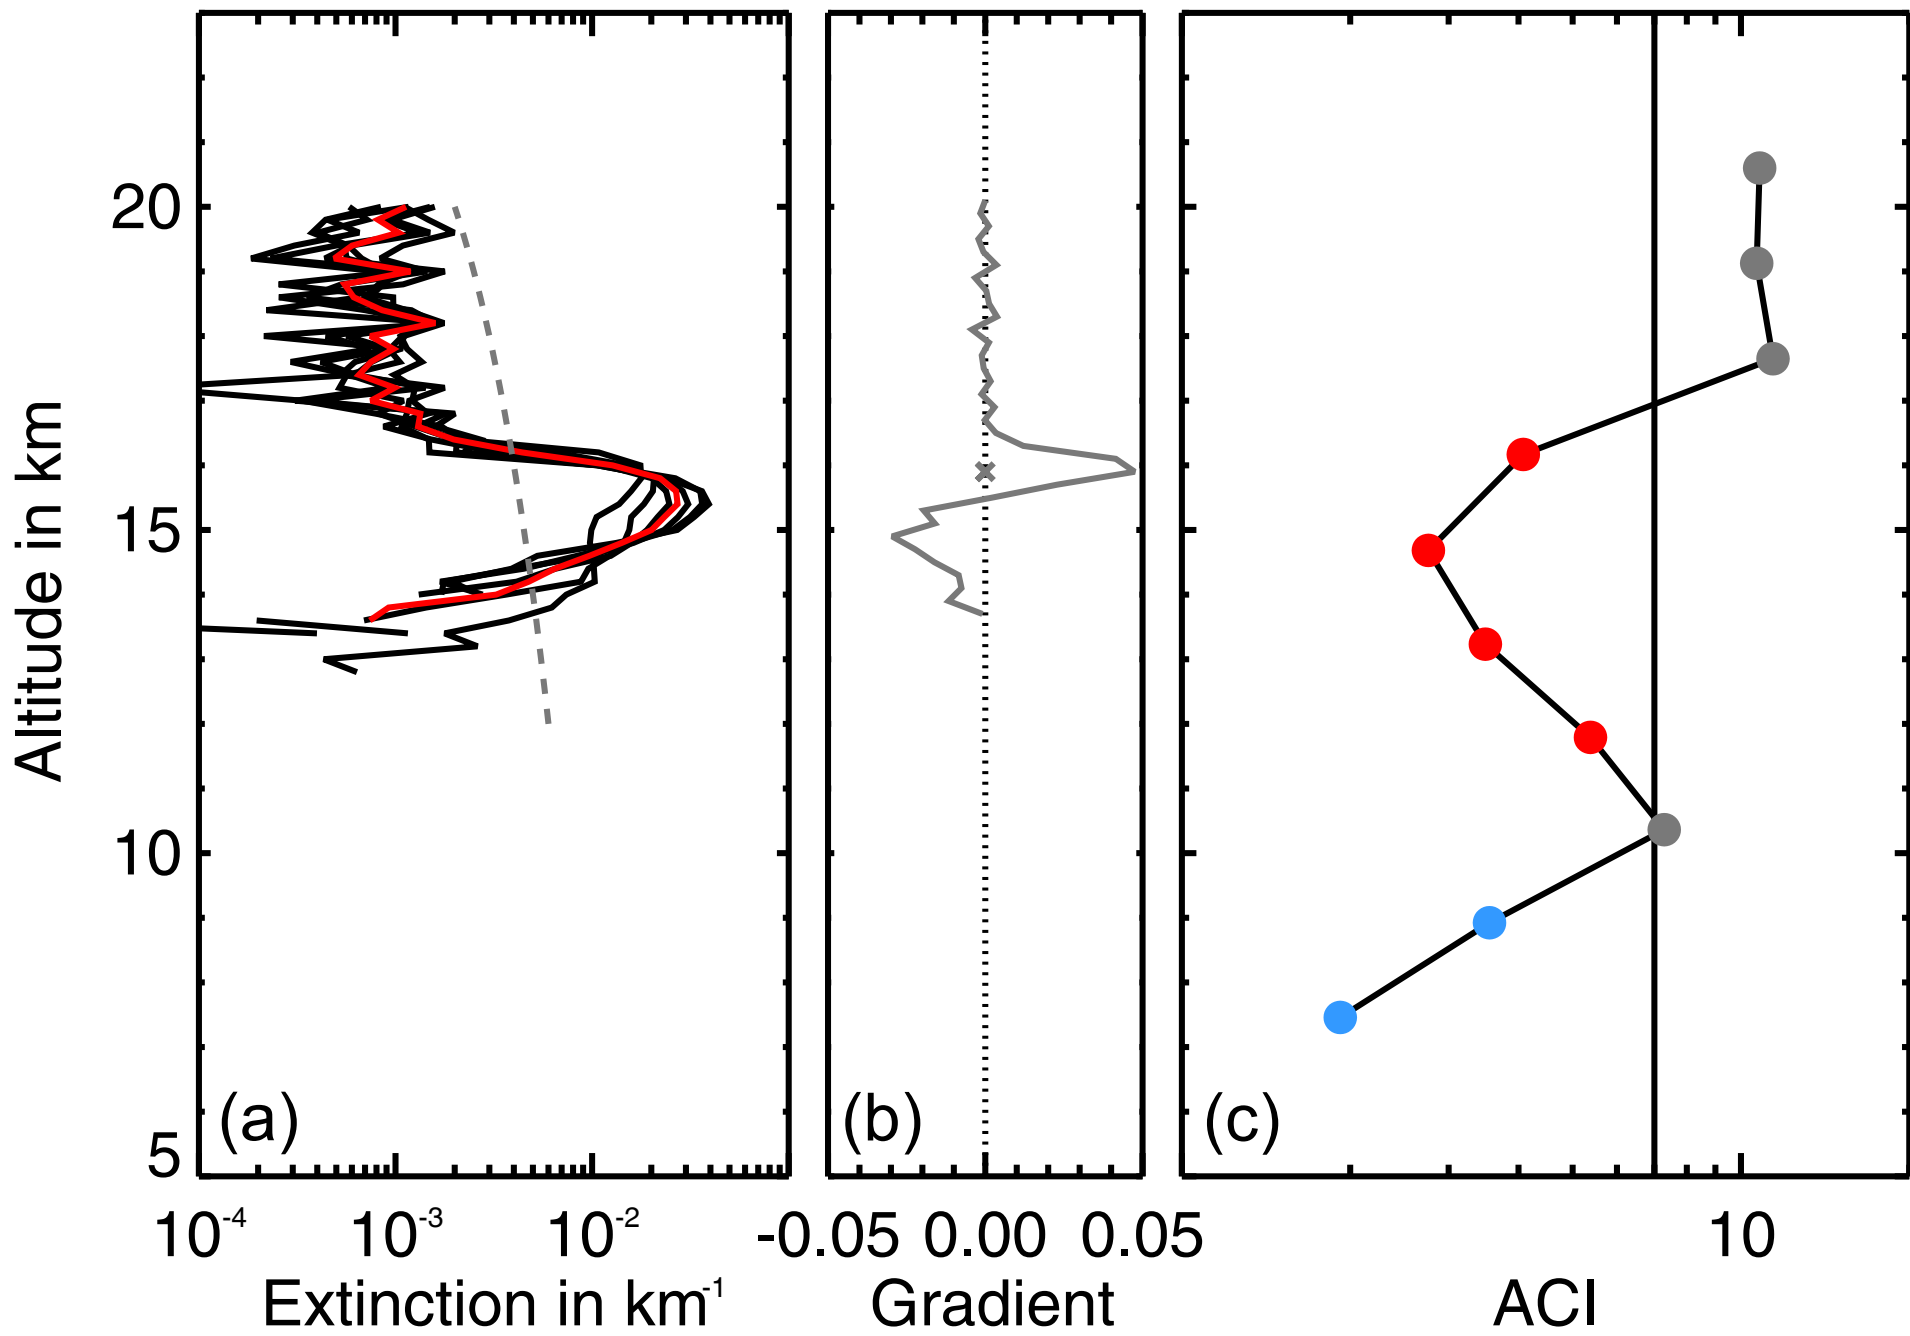 Altitude in km
20
15
10
5
(a)
(b)
(c)
10-4 10-3 10-2
-0.05 0.00 0.05
10
Extinction in km-1
Gradient
ACI